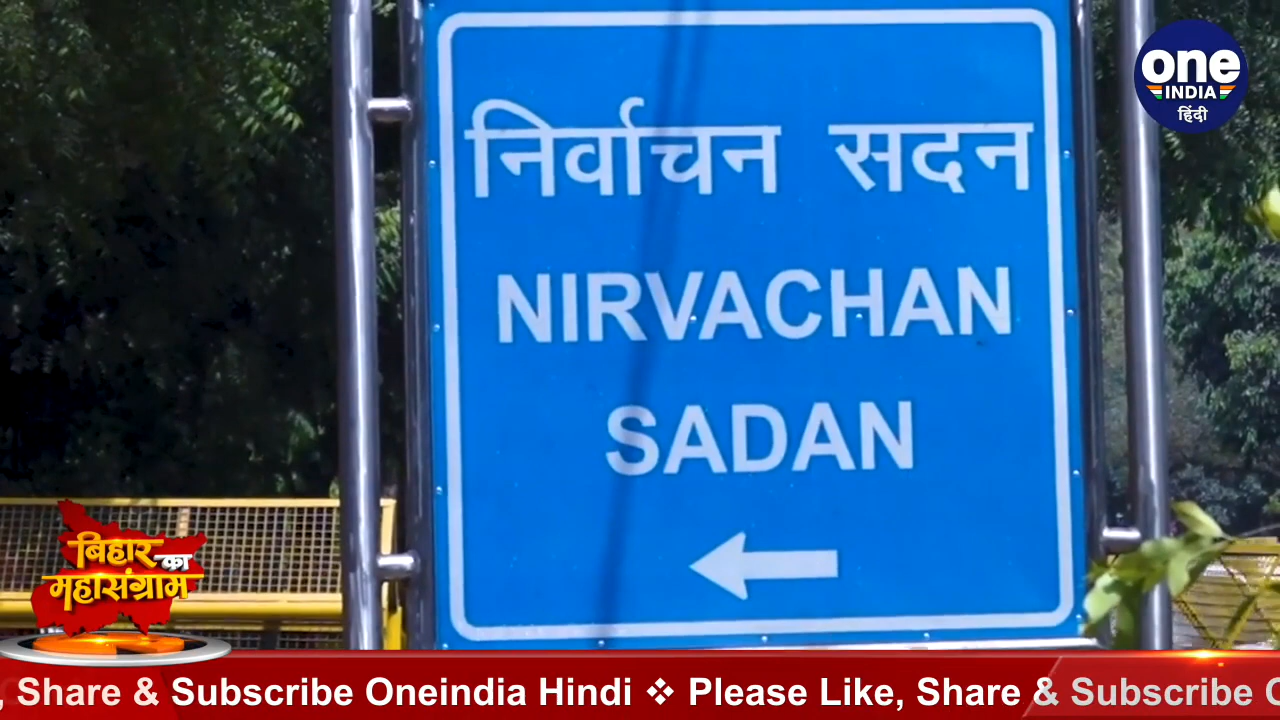 one
INDIA
हिंदी
निर्वाचन सदन
NIRVACHAN
SADAN
बिहार का
महासंग्राम
, Share & Subscribe Oneindia Hindi ❖ Please Like, Share & Subscribe O